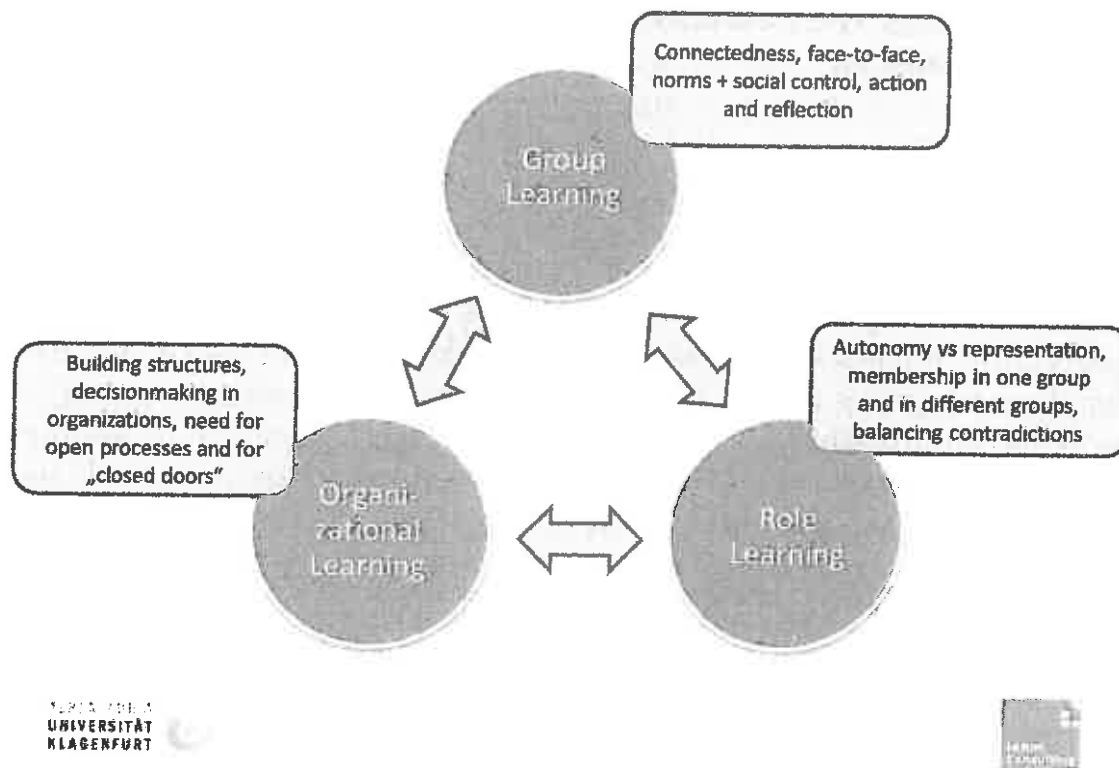 Connectedness, face-to-face,
norms + social control, action
and reflection
Group
Learning
Building structures,
decisionmaking in
organizations, need for
open processes and for
„closed doors“
Autonomy vs representation,
membership in one group
and in different groups,
balancing contradictions
Organi-
zational
Learning
Role
Learning
UNIVERSITÄT
KLAGENFURT